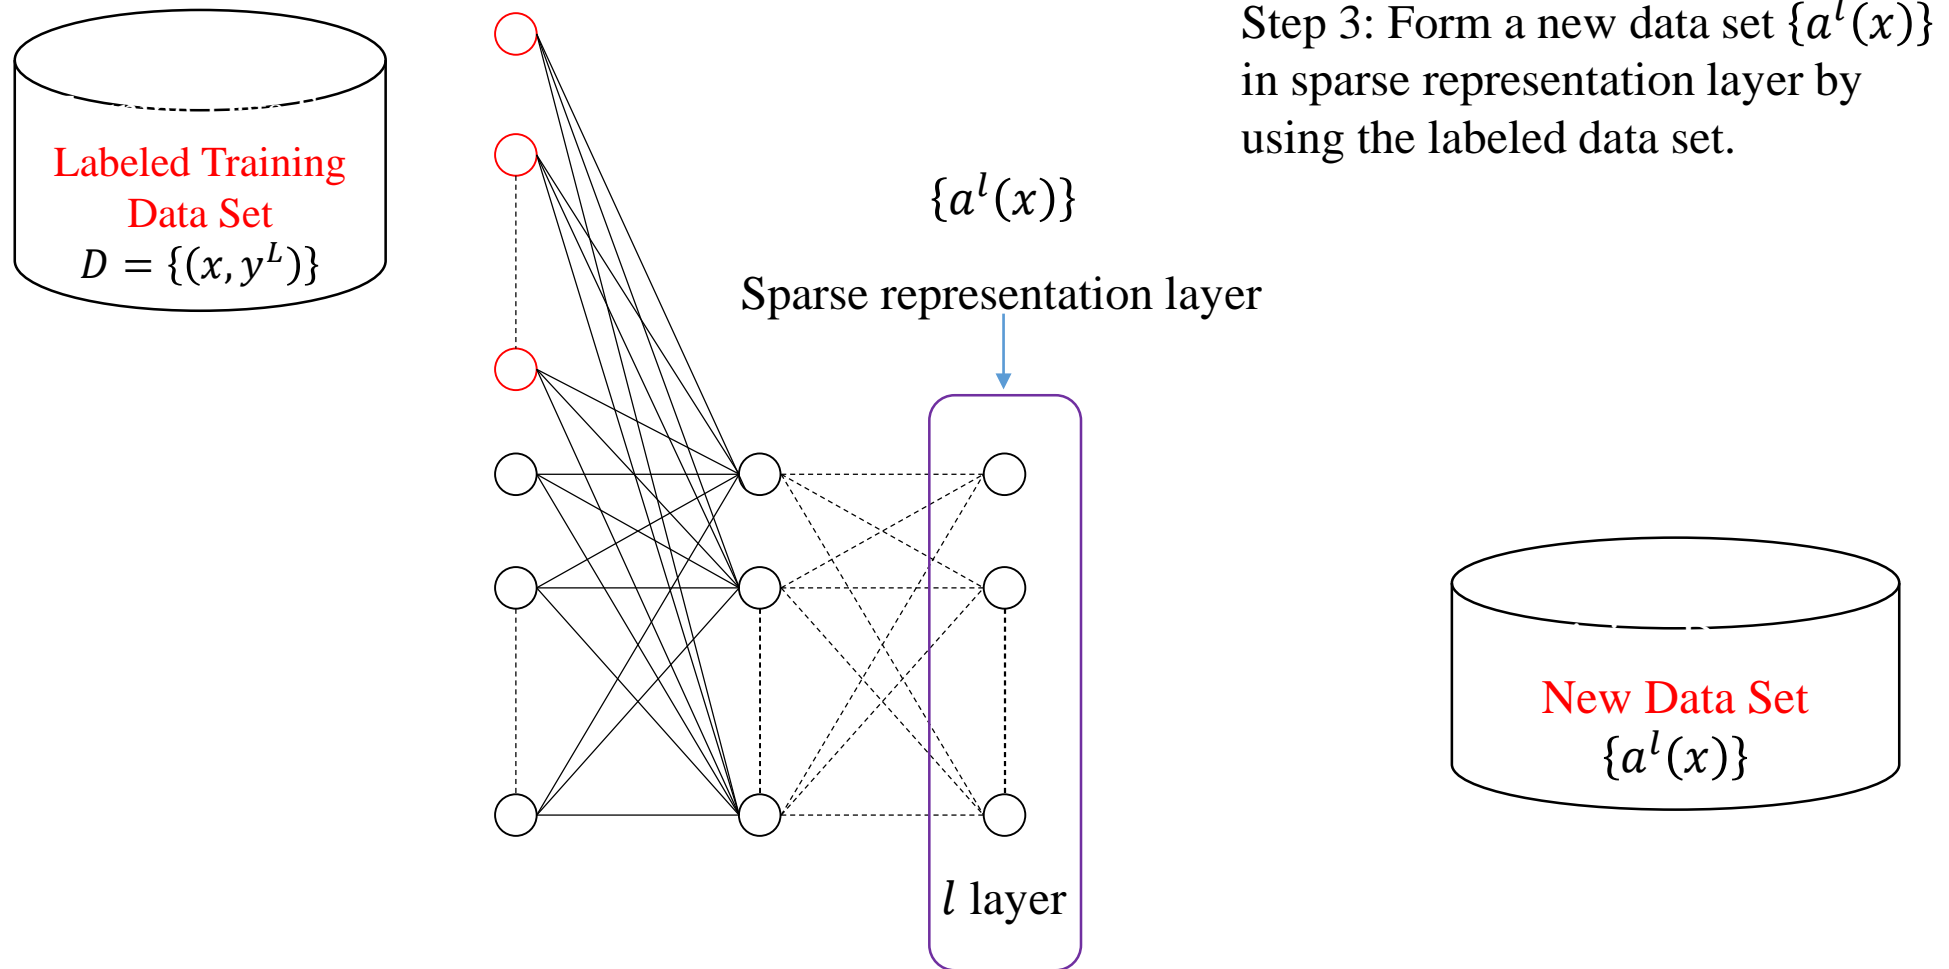 Step 3: Form a new data set {a^l(x)}
in sparse representation layer by
using the labeled data set.
Labeled Training
Data Set
D = {(x, y^L)}
{a^l(x)}
Sparse representation layer
l layer
New Data Set
{a^l(x)}